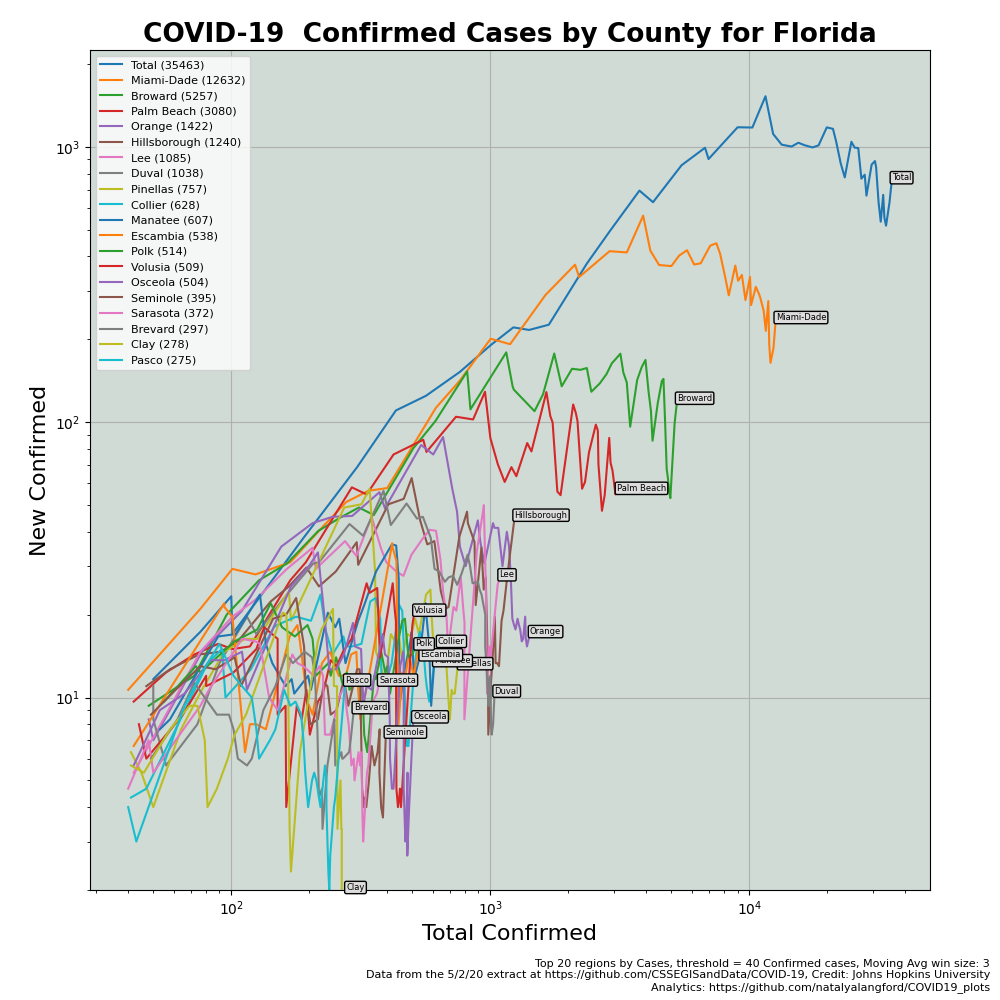 COVID-19  Confirmed Cases by County for Florida
Total (35463)
Miami-Dade (12632)
Broward (5257)
Palm Beach (3080)
Orange (1422)
Hillsborough (1240)
Lee (1085)
Duval (1038)
Pinellas (757)
Collier (628)
Manatee (607)
Escambia (538)
Polk (514)
Volusia (509)
Osceola (504)
Seminole (395)
Sarasota (372)
Brevard (297)
Clay (278)
Pasco (275)
New Confirmed
10³
10²
10¹
Total
Miami-Dade
Broward
Palm Beach
Hillsborough
Lee
Volusia
Orange
Polk
Collier
Escambia
Pasco
Sarasota
Duval
Brevard
Osceola
Seminole
Clay
10²
10³
10⁴
Total Confirmed
Top 20 regions by Cases, threshold = 40 Confirmed cases, Moving Avg win size: 3
Data from the 5/2/20 extract at https://github.com/CSSEGISandData/COVID-19, Credit: Johns Hopkins University
Analytics: https://github.com/natalyalangford/COVID19_plots